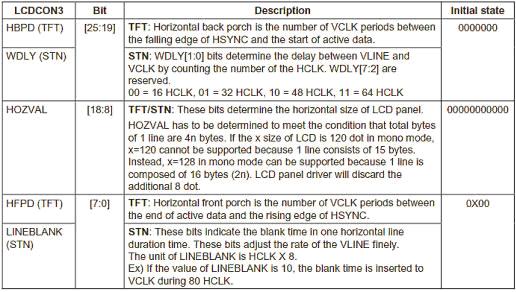 LCDCON3 Bit Description Initial state
HBPD (TFT) [25:19] TFT: Horizontal back porch is the number of VCLK periods between 0000000
the falling edge of HSYNC and the start of active data.
WDLY (STN) STN: WDLY[1:0] bits determine the delay between VLINE and
VCLK by counting the number of the HCLK. WDLY[7:2] are
reserved.
00 = 16 HCLK, 01 = 32 HCLK, 10 = 48 HCLK, 11 = 64 HCLK
HOZVAL [18:8] TFT/STN: These bits determine the horizontal size of LCD panel. 00000000000
HOZVAL has to be determined to meet the condition that total bytes
of 1 line are 4n bytes. If the x size of LCD is 120 dot in mono mode,
x=120 cannot be supported because 1 line consists of 15 bytes.
Instead, x=128 in mono mode can be supported because 1 line is
composed of 16 bytes (2n). LCD panel driver will discard the
additional 8 dot.
HFPD (TFT) [7:0] TFT: Horizontal front porch is the number of VCLK periods between 0X00
the end of active data and the rising edge of HSYNC.
LINEBLANK STN: These bits indicate the blank time in one horizontal line
(STN) duration time. These bits adjust the rate of the VLINE finely.
The unit of LINEBLANK is HCLK X 8.
Ex) If the value of LINEBLANK is 10, the blank time is inserted to
VCLK during 80 HCLK.